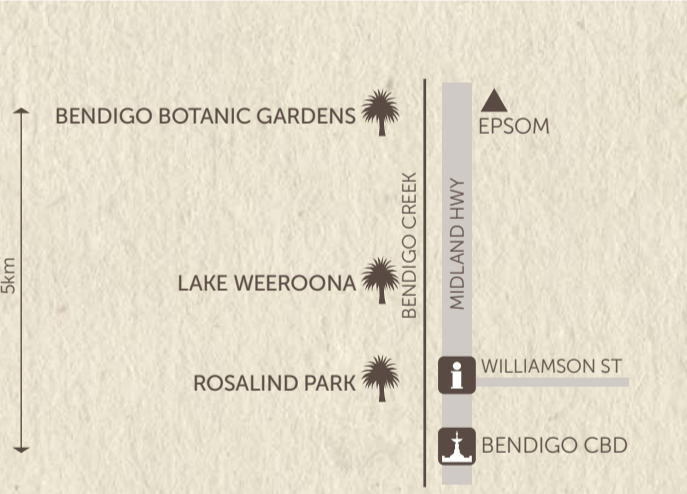 BENDIGO BOTANIC GARDENS
EPSOM
5km
BENDIGO CREEK
MIDLAND HWY
LAKE WEEROONA
WILLIAMSON ST
ROSALIND PARK
BENDIGO CBD